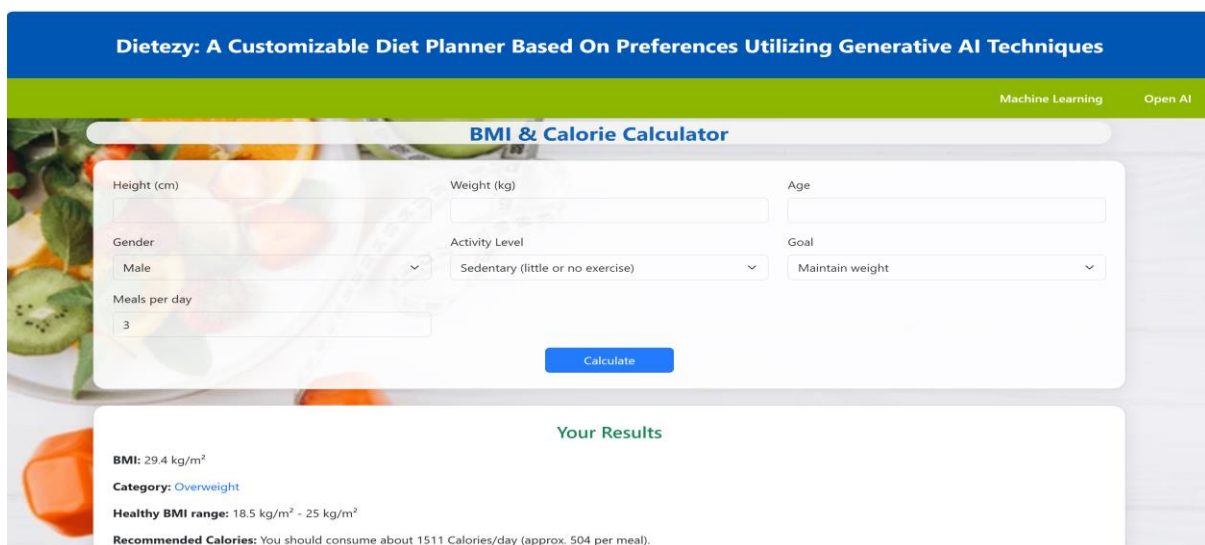 Dietezy: A Customizable Diet Planner Based On Preferences Utilizing Generative AI Techniques
Machine Learning Open AI
BMI & Calorie Calculator
Height (cm) Weight (kg) Age
Gender Activity Level Goal
Male Sedentary (little or no exercise) Maintain weight
Meals per day
3
Calculate
Your Results
BMI: 29.4 kg/m²
Category: Overweight
Healthy BMI range: 18.5 kg/m² - 25 kg/m²
Recommended Calories: You should consume about 1511 Calories/day (approx. 504 per meal).